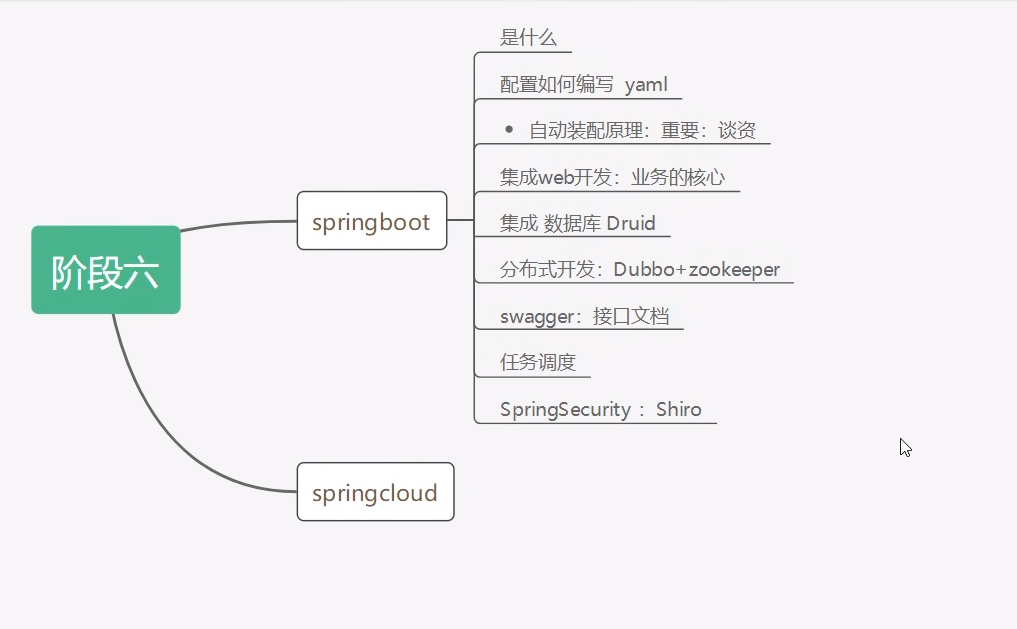 阶段六
springboot
是什么
配置如何编写 yaml
自动装配原理：重要：谈资
集成web开发：业务的核心
集成 数据库 Druid
分布式开发：Dubbo+zookeeper
swagger：接口文档
任务调度
SpringSecurity ：Shiro
springcloud